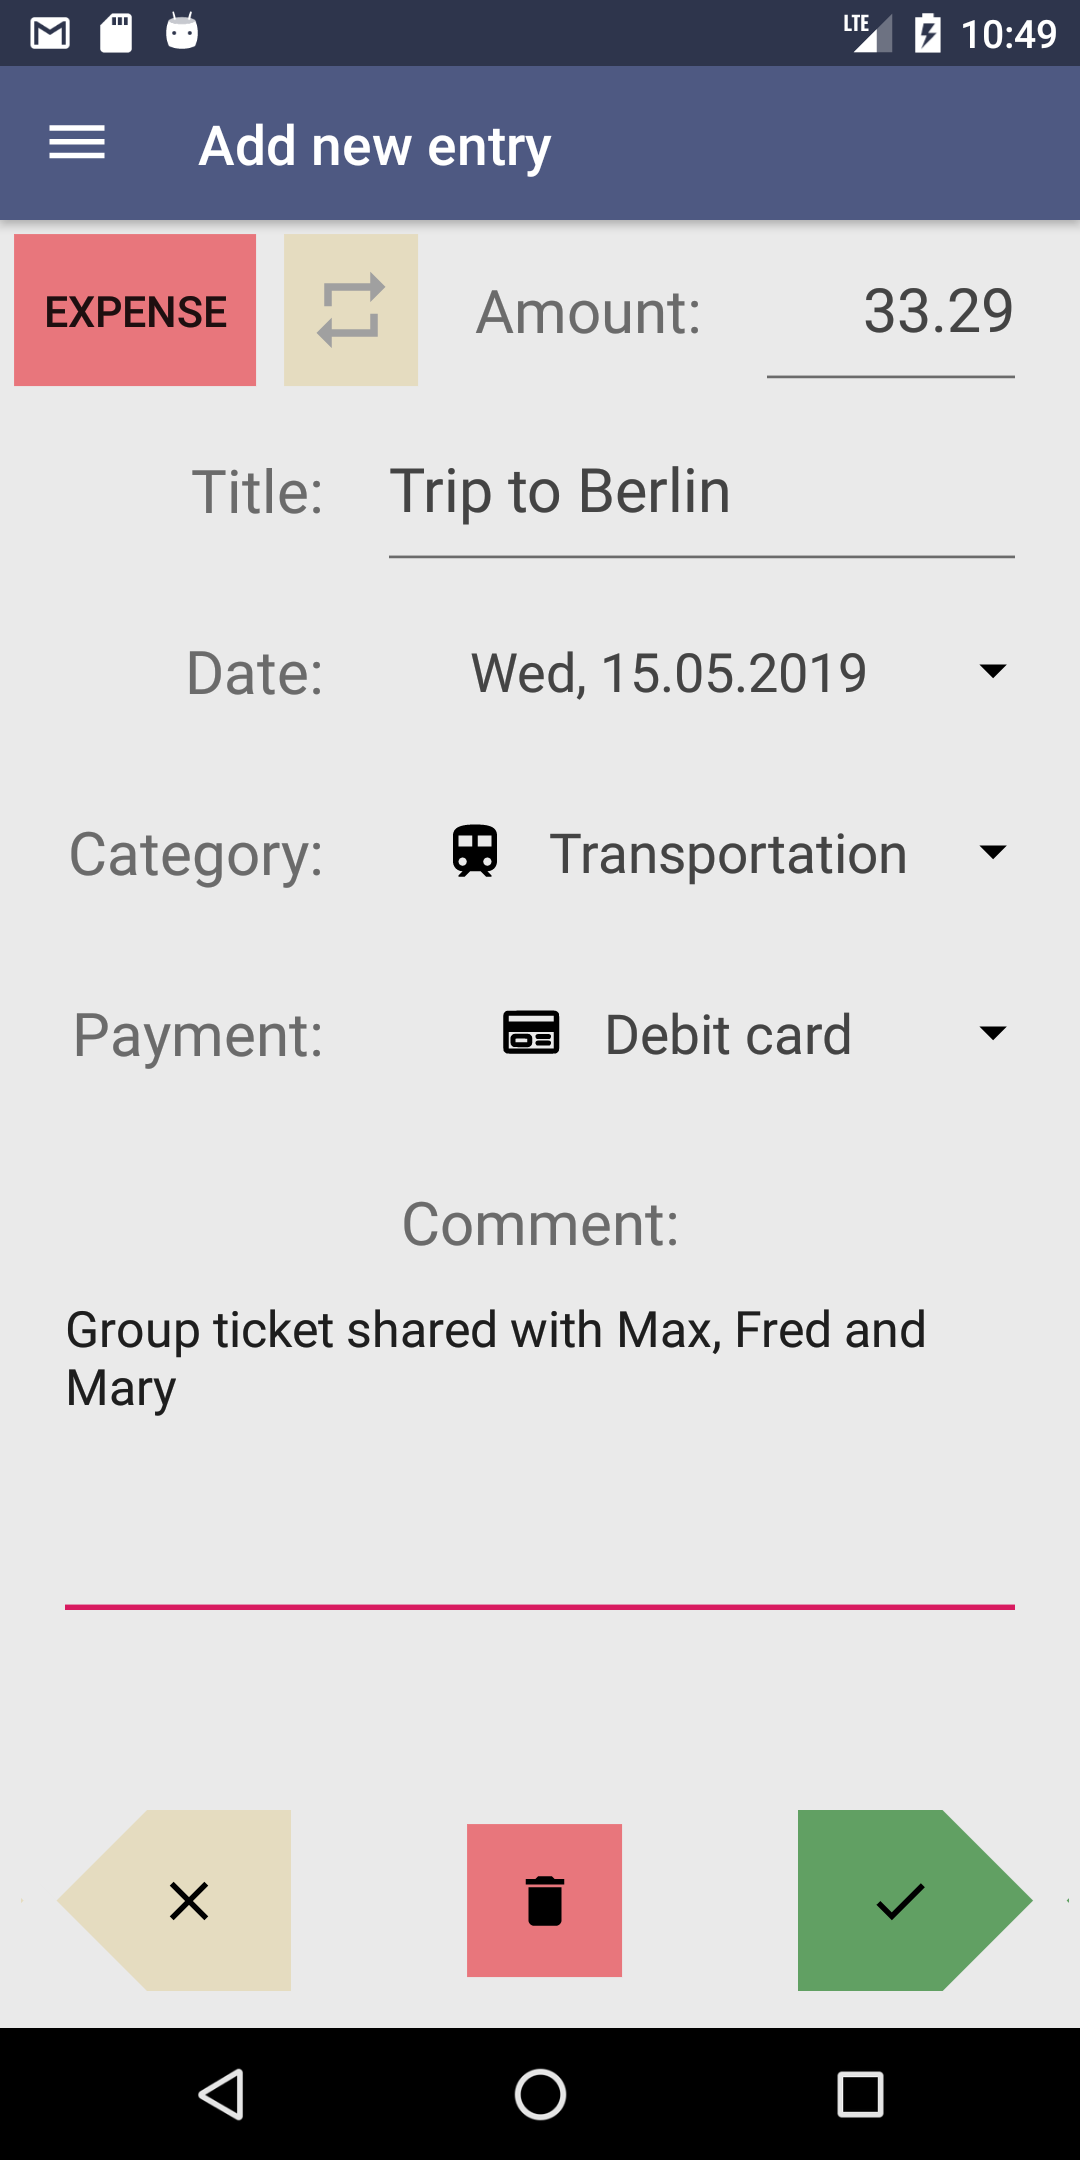 LTE 10:49
Add new entry
EXPENSE Amount: 33.29
Title: Trip to Berlin
Date: Wed, 15.05.2019
Category: Transportation
Payment: Debit card
Comment:
Group ticket shared with Max, Fred and
Mary